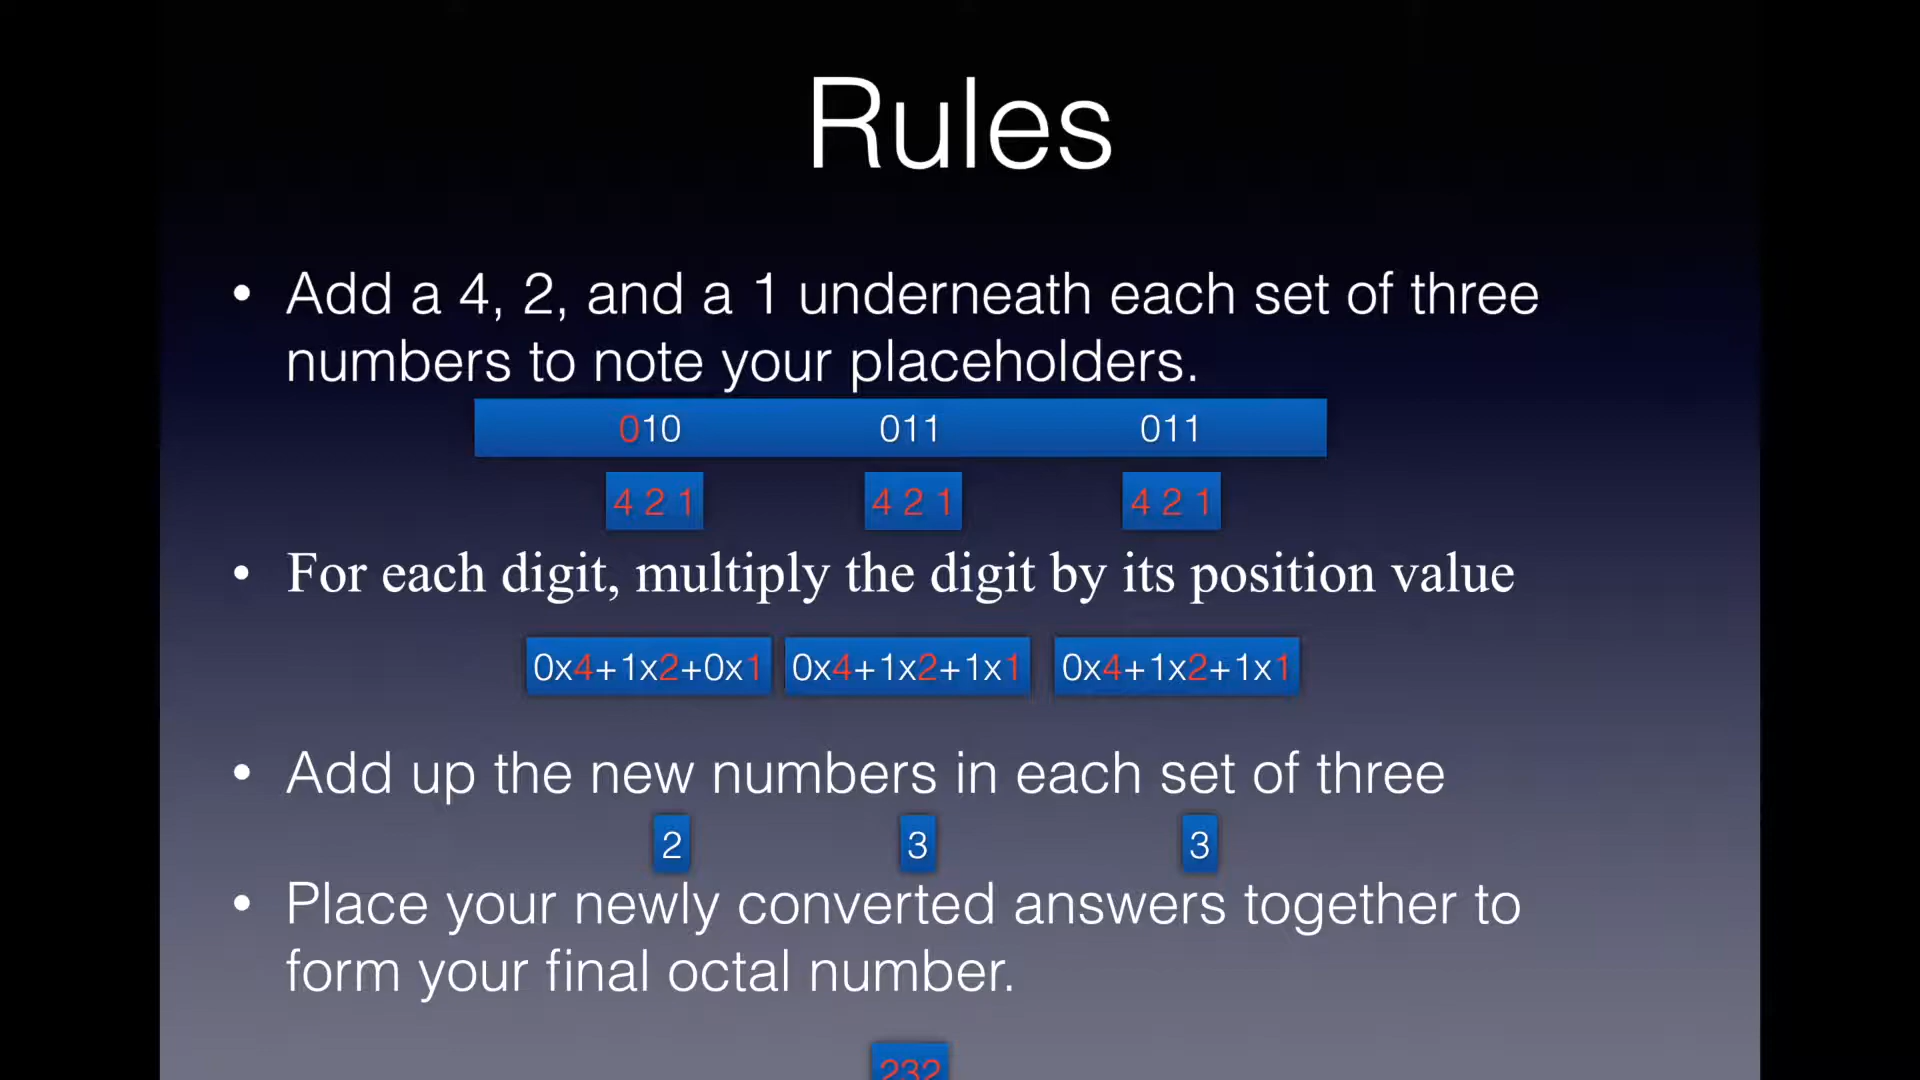 Rules
• Add a 4, 2, and a 1 underneath each set of three
numbers to note your placeholders.
010 011 011
4 2 1 4 2 1 4 2 1
• For each digit, multiply the digit by its position value
0x4+1x2+0x1 0x4+1x2+1x1 0x4+1x2+1x1
• Add up the new numbers in each set of three
2 3 3
• Place your newly converted answers together to
form your final octal number.
232